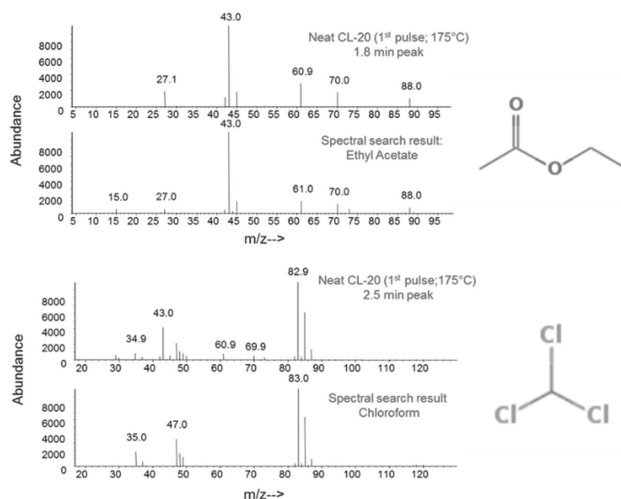 43.0
Neat CL-20 (1st pulse; 175°C)
1.8 min peak
8000
6000
4000
2000
0
27.1
60.9
70.0
88.0
5 10 15 20 25 30 35 40 45 50 55 60 65 70 75 80 85 90 95
43.0
Spectral search result:
Ethyl Acetate
8000
6000
4000
2000
0
15.0
27.0
61.0
70.0
88.0
5 10 15 20 25 30 35 40 45 50 55 60 65 70 75 80 85 90 95
Abundance
m/z-->
O
O
82.9
Neat CL-20 (1st pulse;175°C)
2.5 min peak
8000
6000
4000
2000
0
34.9
43.0
60.9
69.9
20 30 40 50 60 70 80 90 100 110 120
83.0
Spectral search result
Chloroform
8000
6000
4000
2000
0
35.0
47.0
20 30 40 50 60 70 80 90 100 110 120
Abundance
m/z-->
Cl
Cl
Cl